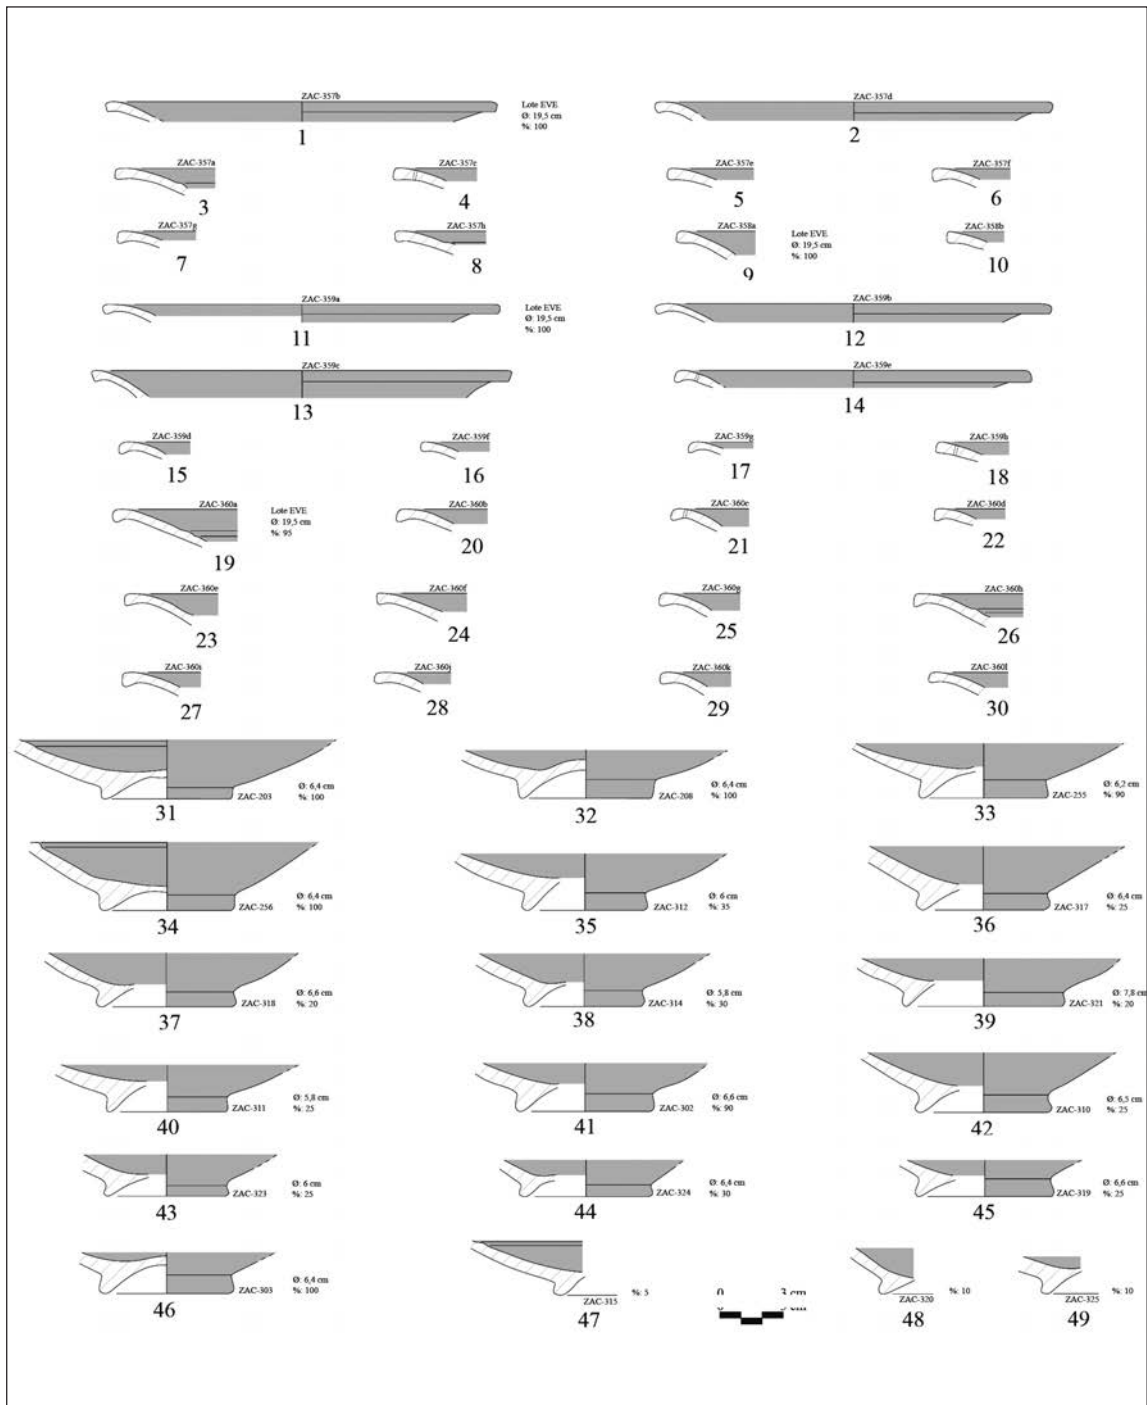 ZAC-357b
Lote EVE
Ø: 19,5 cm
%: 100
1
ZAC-357d
2
ZAC-357a
3
ZAC-357c
4
ZAC-357e
5
ZAC-357f
6
ZAC-357g
7
ZAC-357h
8
ZAC-358a
Lote EVE
Ø: 19,5 cm
%: 100
9
ZAC-358b
10
ZAC-359a
Lote EVE
Ø: 19,5 cm
%: 100
11
ZAC-359b
12
ZAC-359c
13
ZAC-359e
14
ZAC-359d
15
ZAC-359f
16
ZAC-359g
17
ZAC-359h
18
ZAC-360a
Lote EVE
Ø: 19,5 cm
%: 95
19
ZAC-360b
20
ZAC-360c
21
ZAC-360d
22
ZAC-360e
23
ZAC-360f
24
ZAC-360g
25
ZAC-360h
26
ZAC-360i
27
ZAC-360j
28
ZAC-360k
29
ZAC-360l
30
Ø: 6,4 cm
ZAC-203 %: 100
31
Ø: 6,4 cm
ZAC-208 %: 100
32
Ø: 6,2 cm
ZAC-255 %: 90
33
Ø: 6,4 cm
ZAC-256 %: 100
34
Ø: 6 cm
ZAC-312 %: 35
35
Ø: 6,4 cm
ZAC-317 %: 25
36
Ø: 6,6 cm
ZAC-318 %: 20
37
Ø: 5,8 cm
ZAC-314 %: 30
38
Ø: 7,8 cm
ZAC-321 %: 20
39
Ø: 5,8 cm
ZAC-311 %: 25
40
Ø: 6,6 cm
ZAC-302 %: 90
41
Ø: 6,5 cm
ZAC-310 %: 25
42
Ø: 6 cm
ZAC-323 %: 25
43
Ø: 6,4 cm
ZAC-324 %: 30
44
Ø: 6,6 cm
ZAC-319 %: 25
45
Ø: 6,4 cm
ZAC-303 %: 100
46
%: 5
ZAC-315
47
0 3 cm
%: 10
ZAC-320
48
%: 10
ZAC-325
49